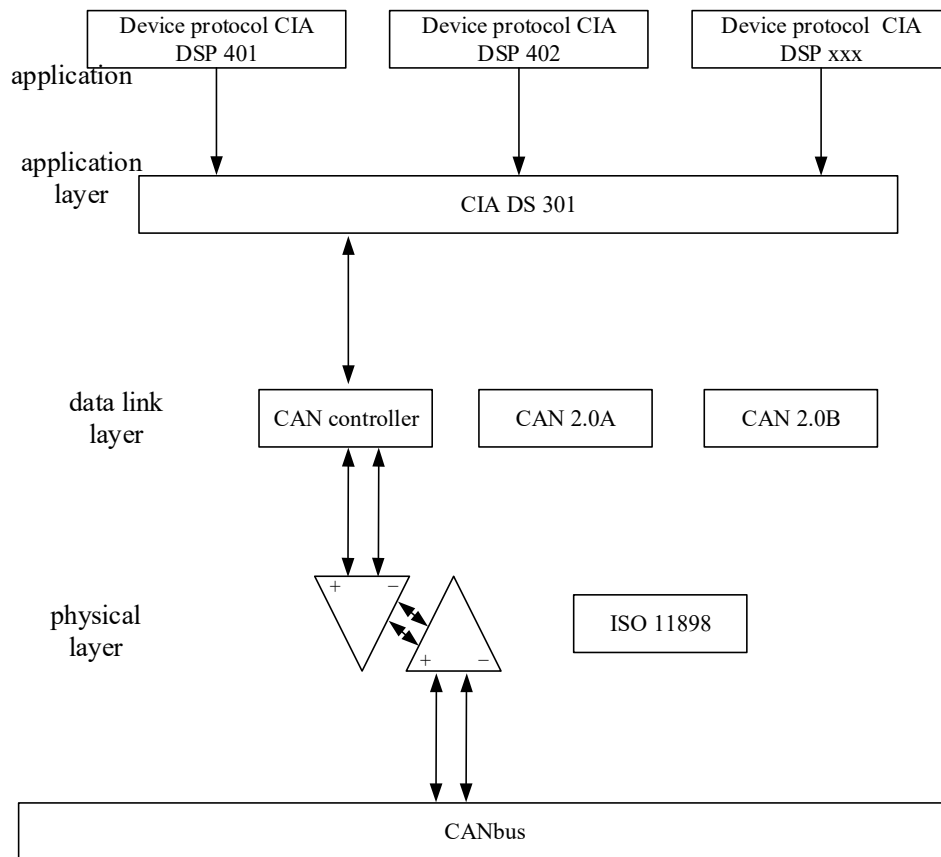 Device protocol CIA
DSP 401
Device protocol CIA
DSP 402
Device protocol  CIA
DSP xxx
application
application
layer
CIA DS 301
data link
layer
CAN controller
CAN 2.0A
CAN 2.0B
+ −
physical
layer
ISO 11898
+ −
CANbus